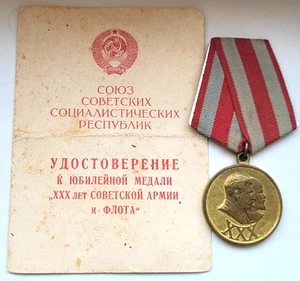 СОЮЗ
СОВЕТСКИХ
СОЦИАЛИСТИЧЕСКИХ
РЕСПУБЛИК
УДОСТОВЕРЕНИЕ
К ЮБИЛЕЙНОЙ МЕДАЛИ
„XXX лет СОВЕТСКОЙ АРМИИ
и ФЛОТА“
XXX